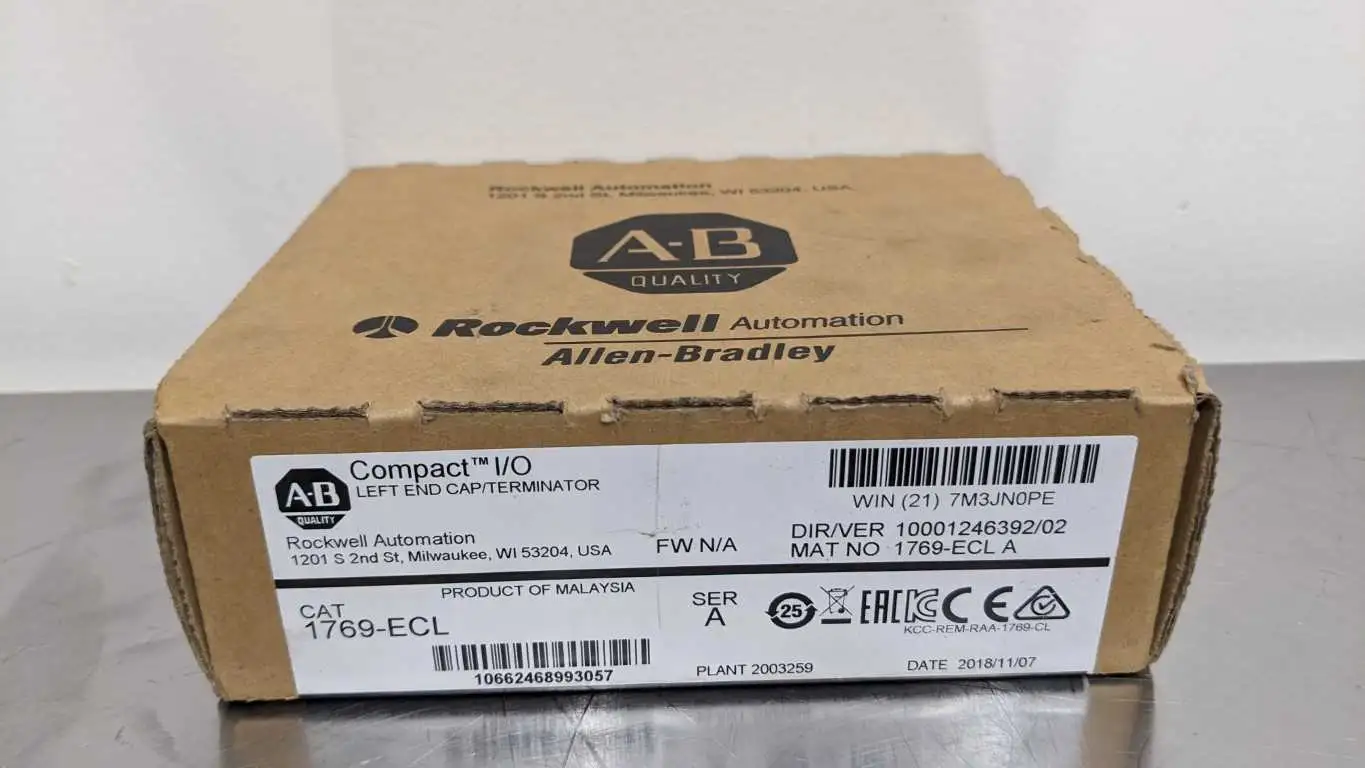 Rockwell Automation
1201 S 2nd St, Milwaukee, WI 53204, USA
A-B
QUALITY
Rockwell Automation
Allen-Bradley
A-B
QUALITY
Compact™ I/O
LEFT END CAP/TERMINATOR
Rockwell Automation
1201 S 2nd St, Milwaukee, WI 53204, USA
FW N/A
WIN (21) 7M3JN0PE
DIR/VER 10001246392/02
MAT NO 1769-ECL A
PRODUCT OF MALAYSIA
CAT
1769-ECL
10662468993057
SER
A
PLANT 2003259
25
EAC
KC
CE
KCC-REM-RAA-1769-CL
DATE 2018/11/07